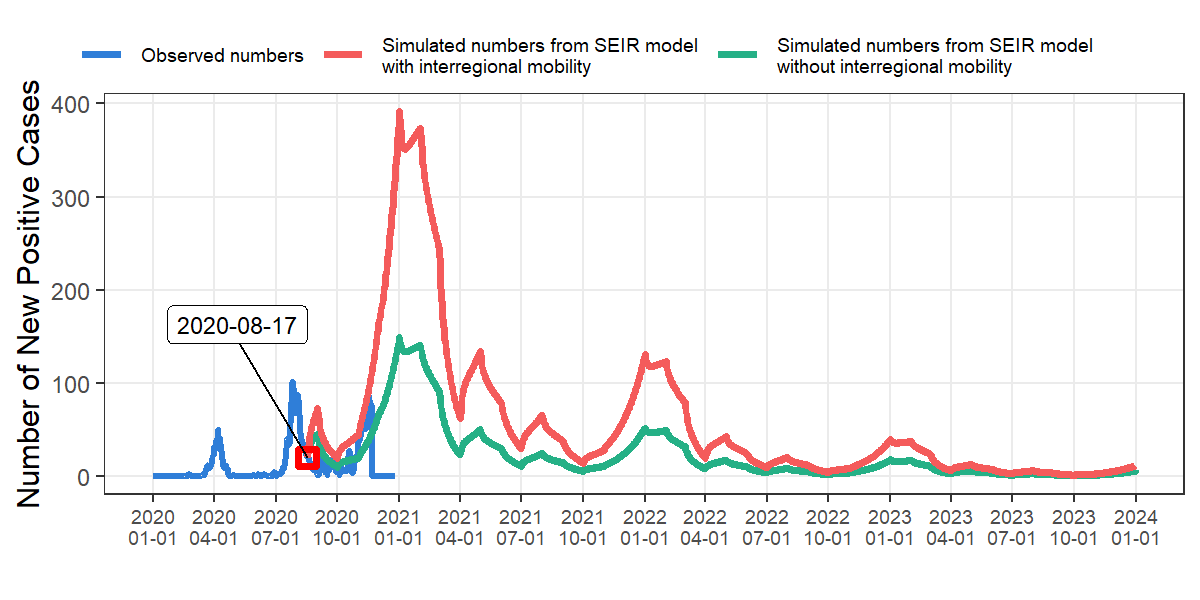 Observed numbers
Simulated numbers from SEIR model
with interregional mobility
Simulated numbers from SEIR model
without interregional mobility
Number of New Positive Cases
400
300
200
100
0
2020-08-17
2020 2020 2020 2020 2021 2021 2021 2021 2022 2022 2022 2022 2023 2023 2023 2023 2024
01-01 04-01 07-01 10-01 01-01 04-01 07-01 10-01 01-01 04-01 07-01 10-01 01-01 04-01 07-01 10-01 01-01